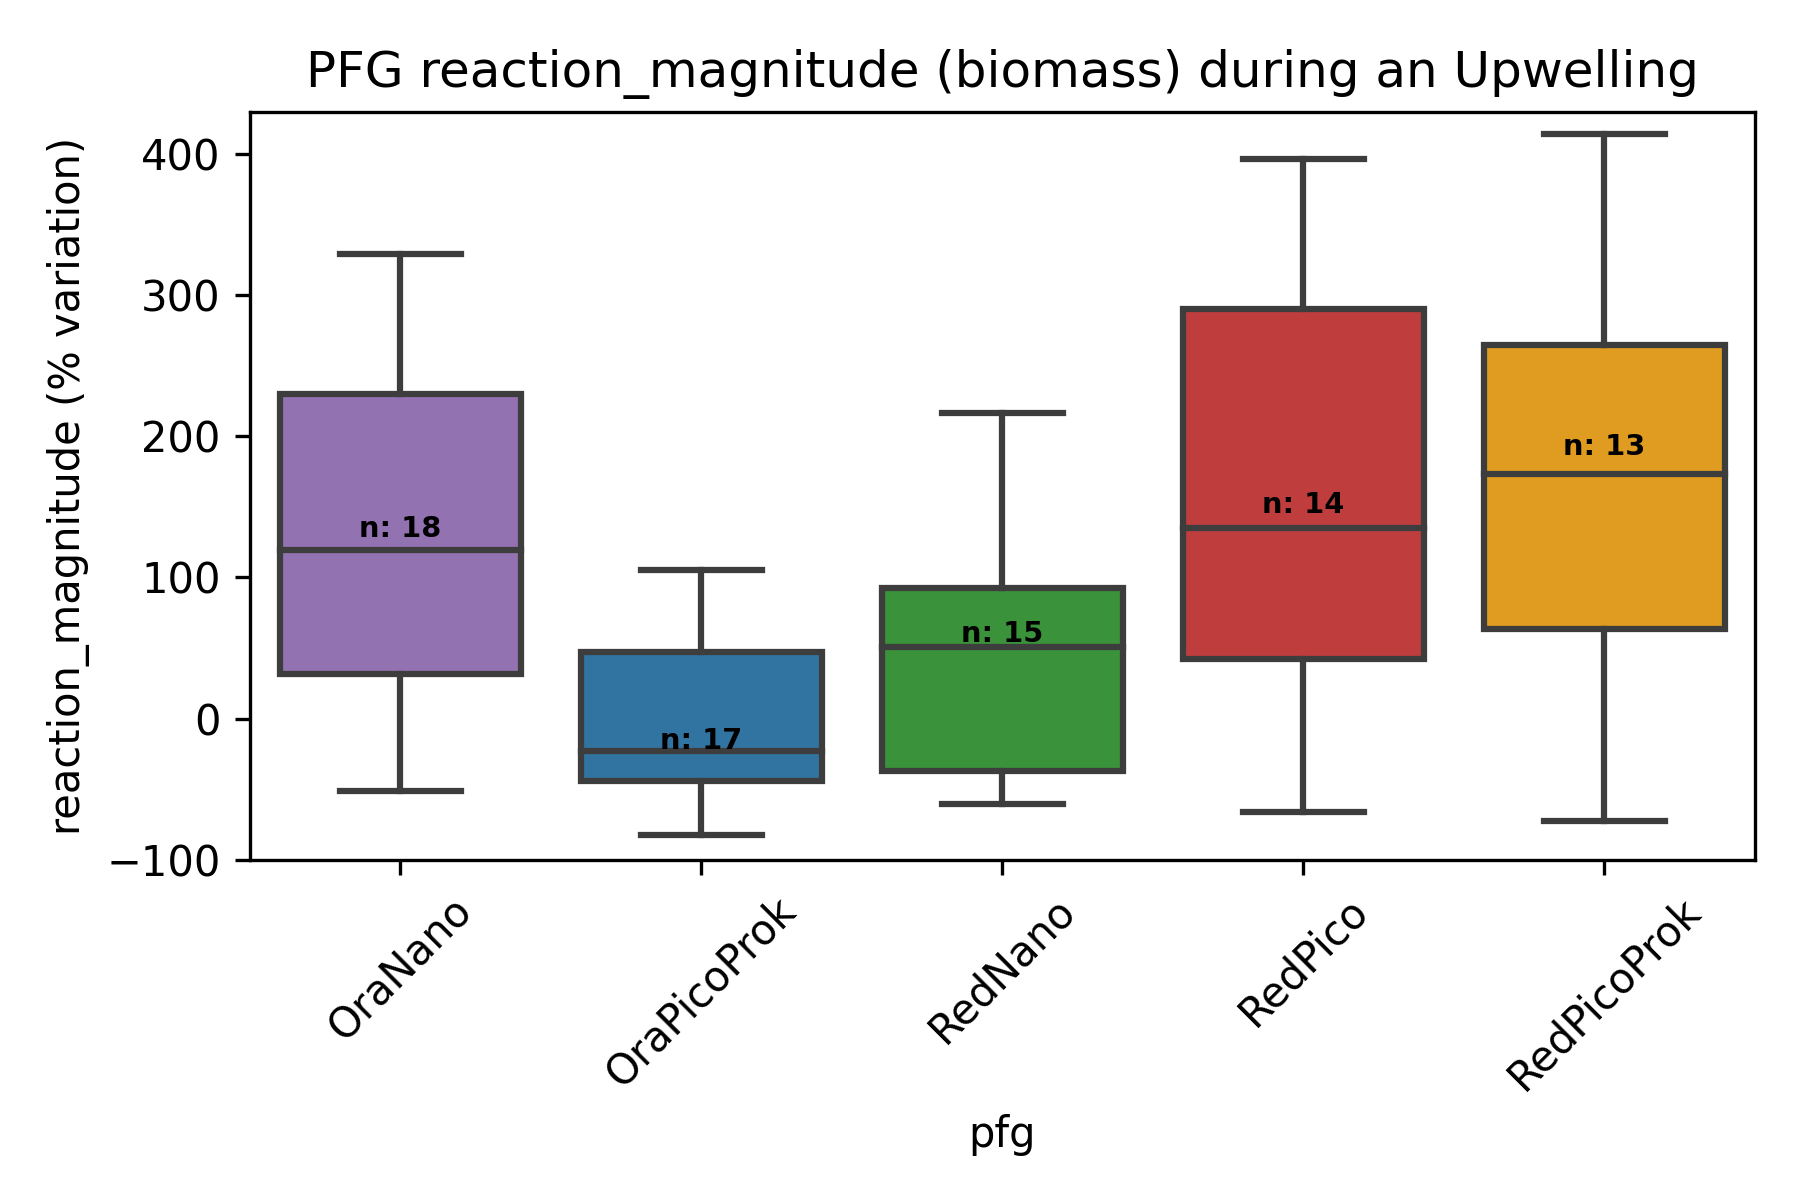 PFG reaction_magnitude (biomass) during an Upwelling
reaction_magnitude (% variation)
400
300
200
100
0
−100
n: 18
n: 17
n: 15
n: 14
n: 13
OraNano
OraPicoProk
RedNano
RedPico
RedPicoProk
pfg